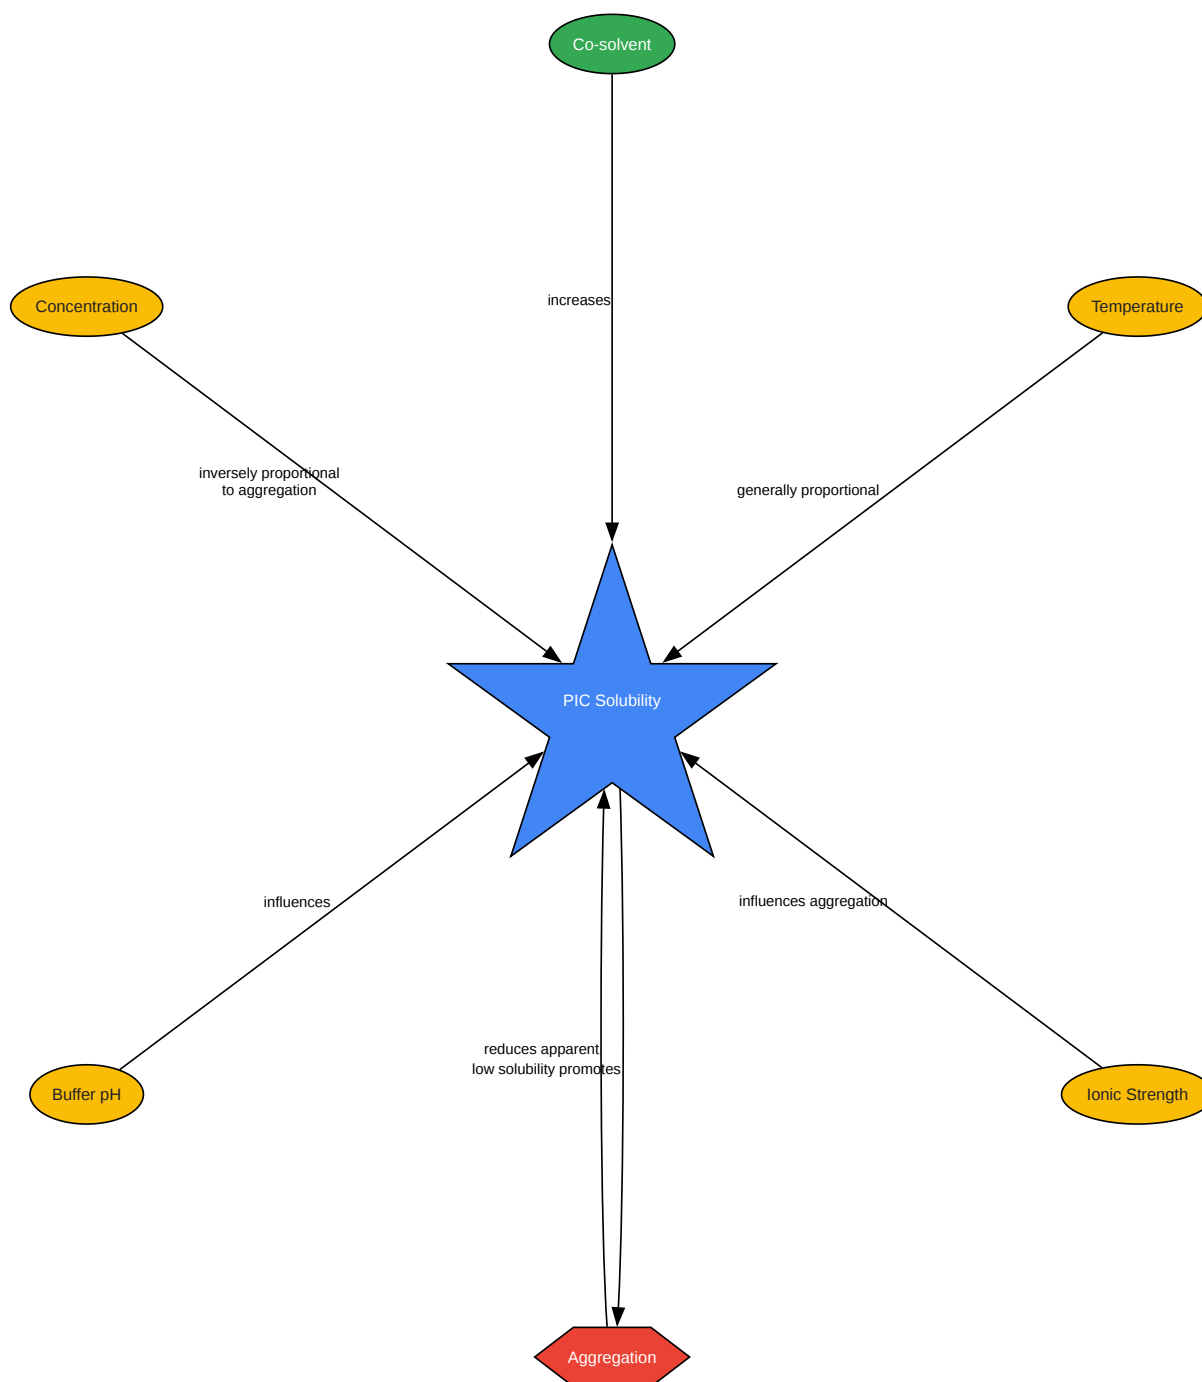 Co-solvent
increases
Concentration
Temperature
inversely proportional
to aggregation
generally proportional
PIC Solubility
influences
influences aggregation
reduces apparent
low solubility promotes
Buffer pH
Ionic Strength
Aggregation